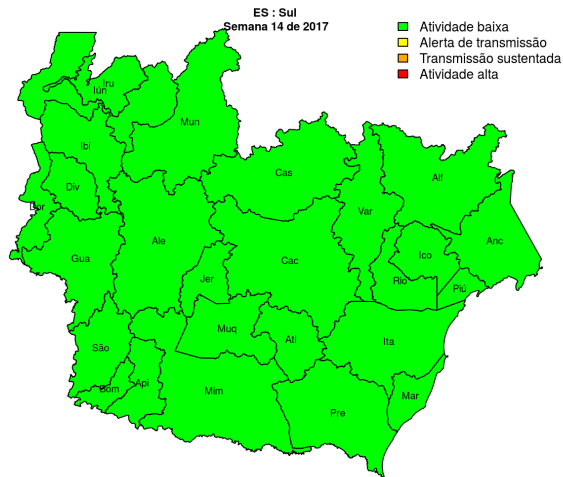 ES : Sul
Semana 14 de 2017
Atividade baixa
Alerta de transmissão
Transmissão sustentada
Atividade alta
Iru
Iún
Mun
Ibi
Cas
Alf
Div
Dor
Var
Ale
Anc
Gua
Cac
Ico
Jer
Rio
Piú
Muq
Ati
Ita
São
Bom
Api
Mim
Mar
Pre